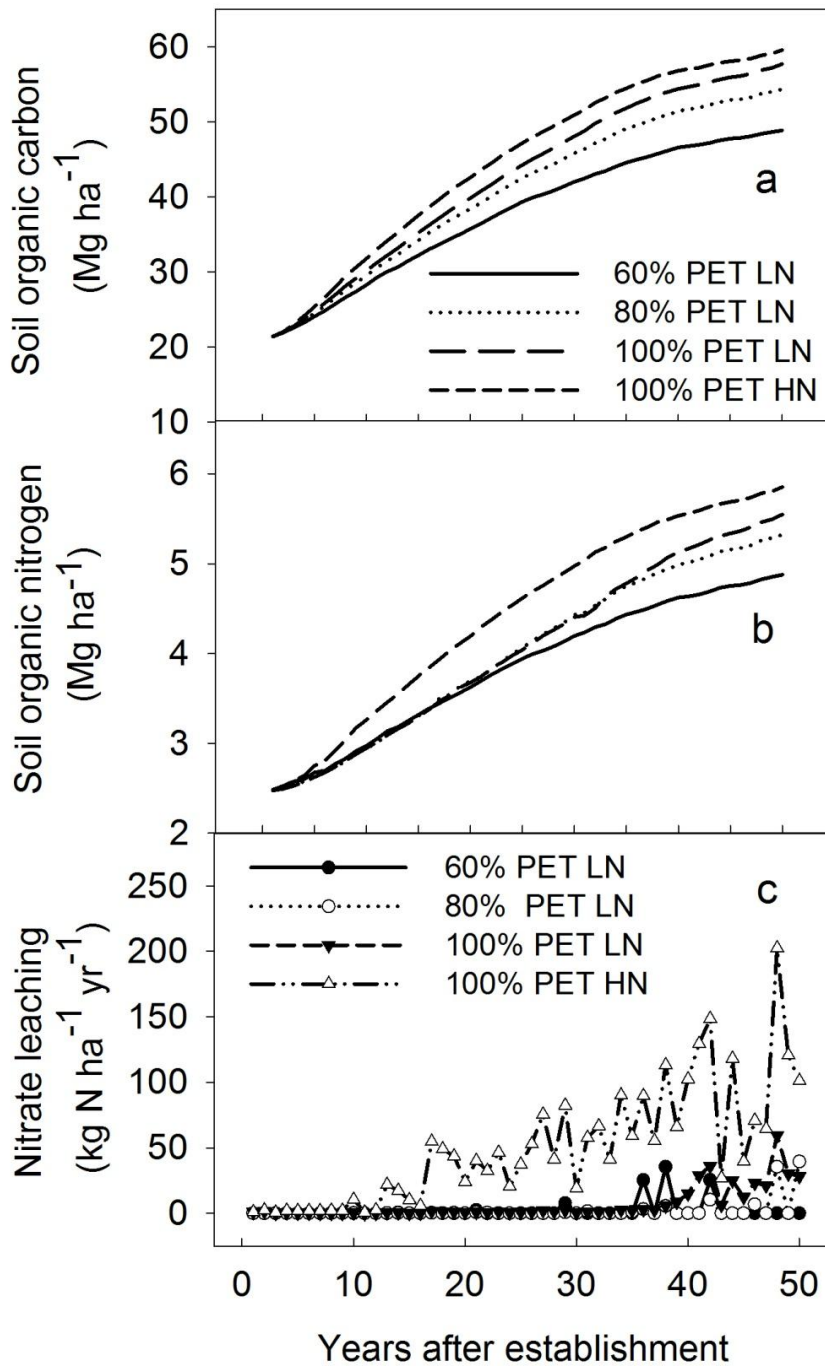 Soil organic carbon
(Mg ha⁻¹)
60
50
40
30
20
10
a
60% PET LN
80% PET LN
100% PET LN
100% PET HN
Soil organic nitrogen
(Mg ha⁻¹)
6
5
4
3
2
b
Nitrate leaching
(kg N ha⁻¹ yr⁻¹)
250
200
150
100
50
0
60% PET LN
80% PET LN
100% PET LN
100% PET HN
c
0 10 20 30 40 50
Years after establishment